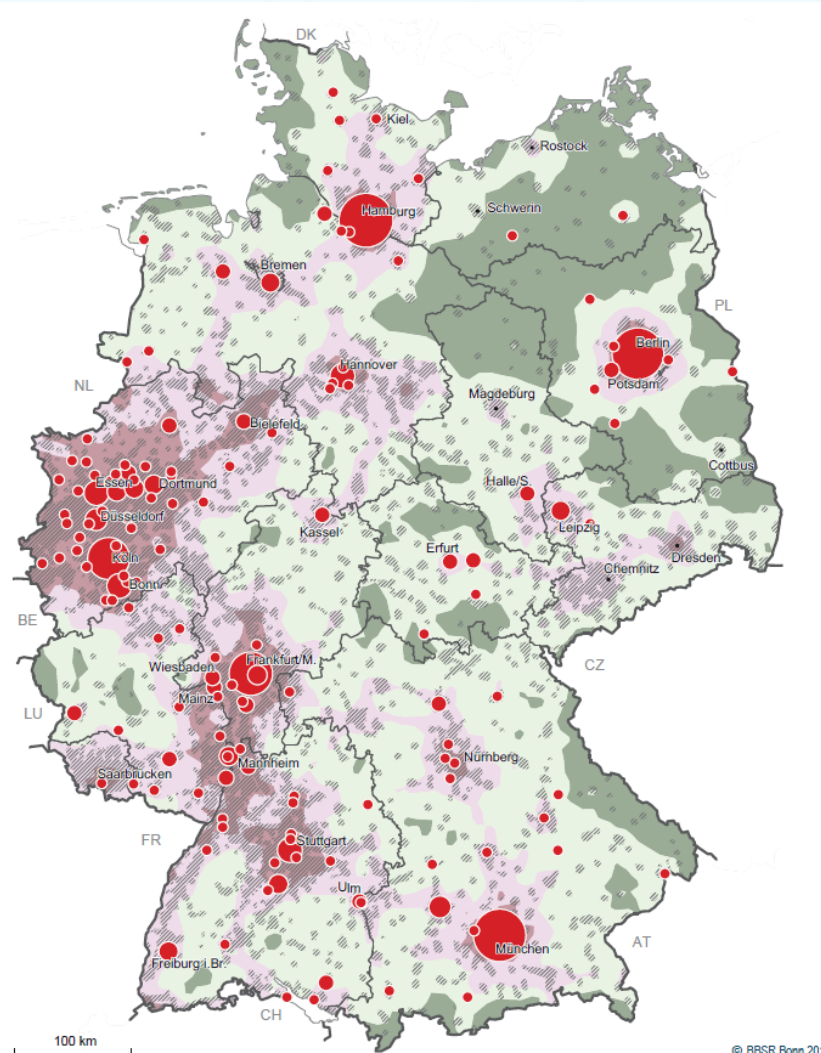 DK
Kiel
Rostock
Hamburg
Schwerin
Bremen
PL
Berlin
Hannover
Potsdam
NL
Magdeburg
Bielefeld
Cottbus
Essen
Dortmund
Halle/S.
Düsseldorf
Leipzig
Kassel
Erfurt
Dresden
Köln
Chemnitz
Bonn
BE
Wiesbaden
Frankfurt/M.
CZ
Mainz
LU
Nürnberg
Mannheim
Saarbrücken
FR
Stuttgart
Ulm
AT
München
Freiburg i.Br.
CH
100 km
© BBSR Bonn